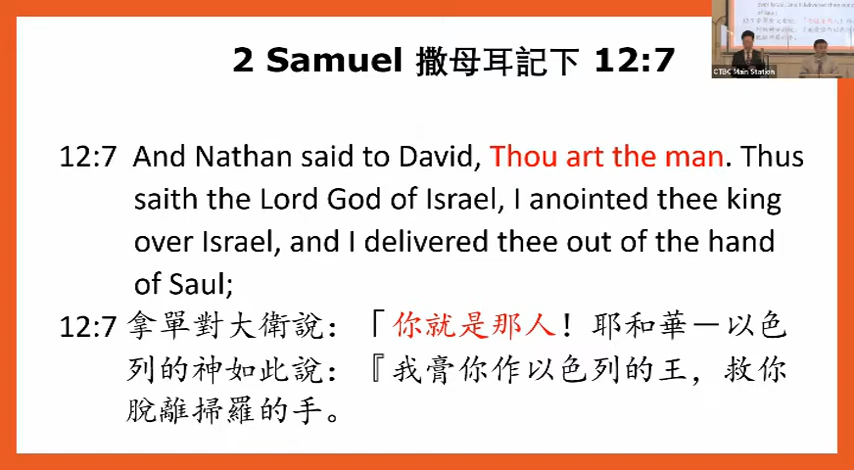 2 Samuel 撒母耳記下 12:7
CTBC Main Station
12:7 And Nathan said to David, Thou art the man. Thus
saith the Lord God of Israel, I anointed thee king
over Israel, and I delivered thee out of the hand
of Saul;
12:7 拿單對大衛說：「你就是那人！耶和華－以色
列的神如此說：『我膏你作以色列的王，救你
脫離掃羅的手。